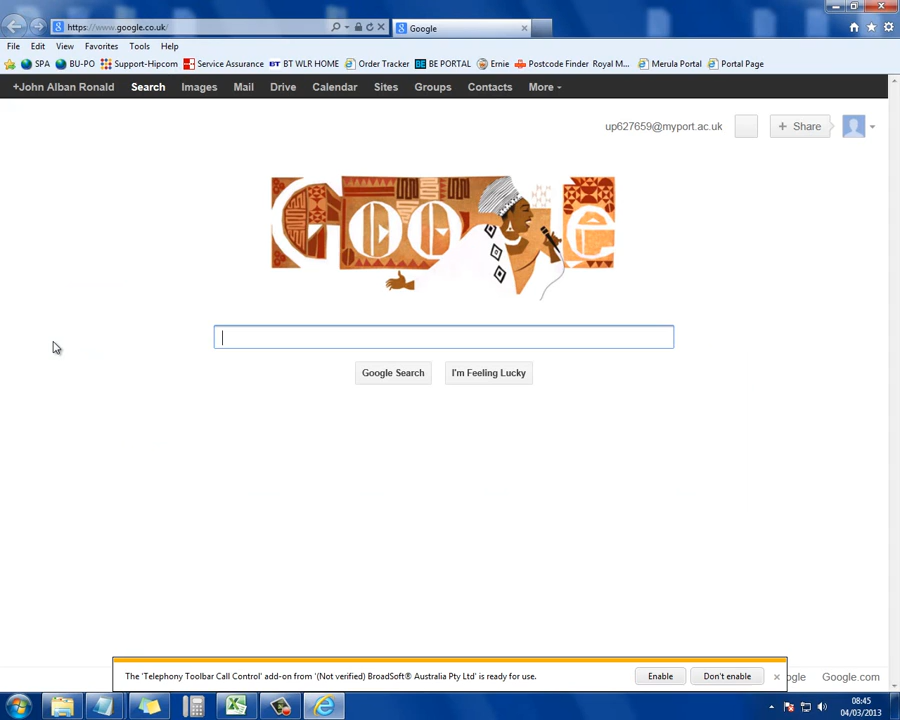 https://www.google.co.uk/
Google
File Edit View Favorites Tools Help
SPA BU-PO Support-Hipcom Service Assurance BT BT WLR HOME Order Tracker BE BE PORTAL Ernie Postcode Finder Royal M... Merula Portal Portal Page
+John Alban Ronald Search Images Mail Drive Calendar Sites Groups Contacts More
up627659@myport.ac.uk + Share
Google
Google Search I'm Feeling Lucky
The 'Telephony Toolbar Call Control' add-on from '(Not verified) BroadSoft® Australia Pty Ltd' is ready for use. Enable Don't enable × ogle Google.com
08:45
04/03/2013